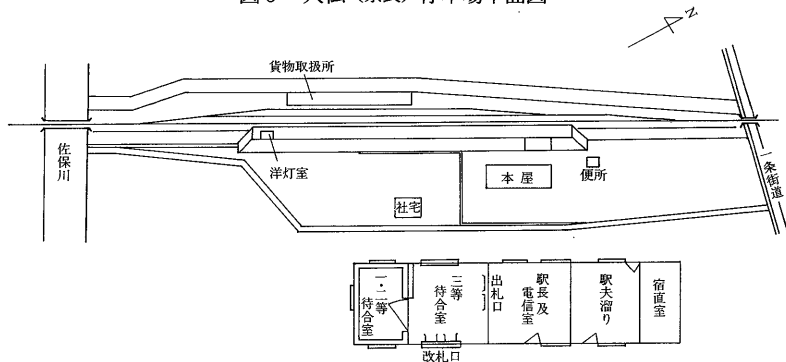 N
貨物取扱所
佐保川
洋灯室
社宅
本屋
便所
一条街道
一・二等待合室
三等待合室
出札口
駅長及電信室
駅夫溜り
宿直室
改札口